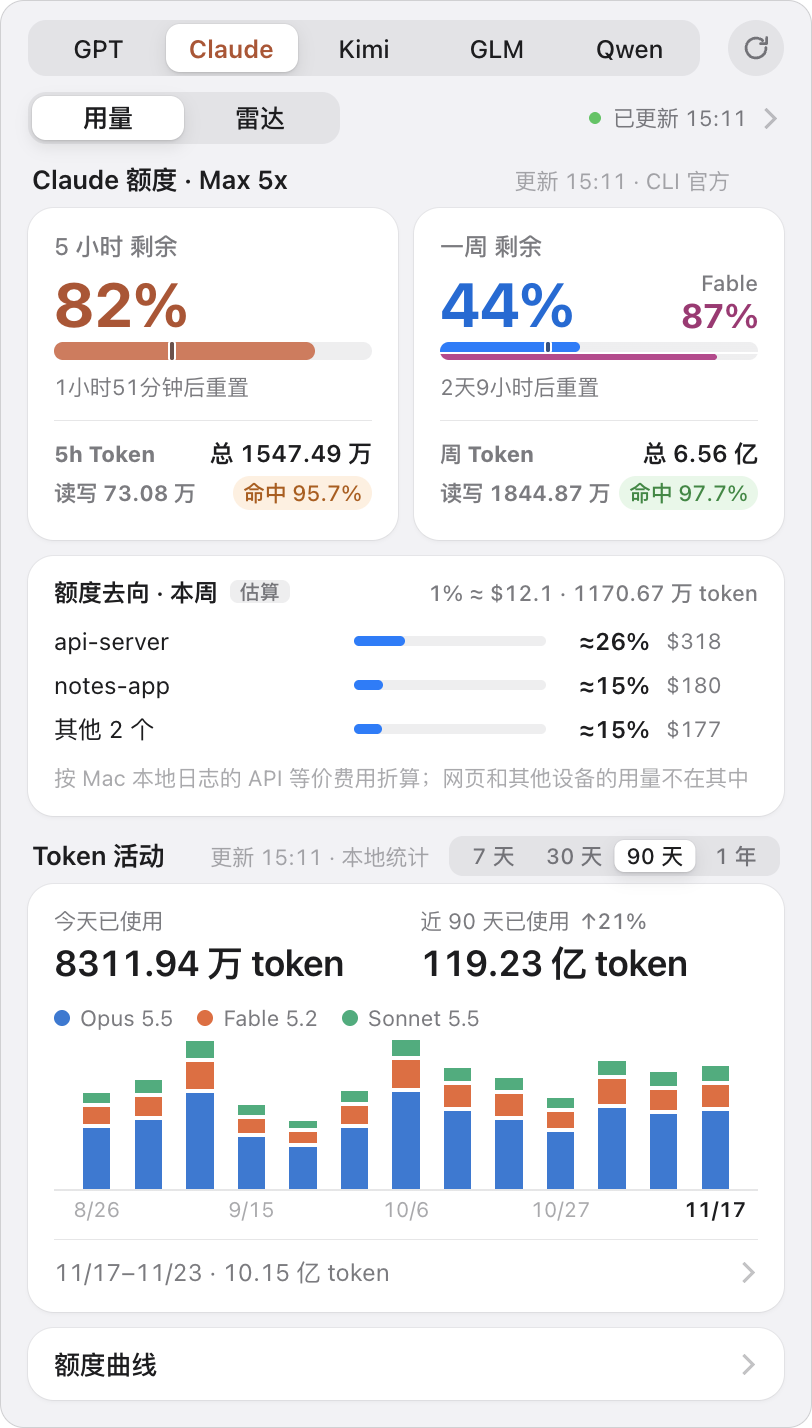 GPT Claude Kimi GLM Qwen
用量 雷达 已更新 15:11
Claude 额度 · Max 5x 更新 15:11 · CLI 官方
5 小时 剩余
82%
1小时51分钟后重置
5h Token 总 1547.49 万
读写 73.08 万 命中 95.7%
一周 剩余
44% Fable 87%
2天9小时后重置
周 Token 总 6.56 亿
读写 1844.87 万 命中 97.7%
额度去向 · 本周 估算 1% ≈ $12.1 · 1170.67 万 token
api-server ≈26% $318
notes-app ≈15% $180
其他 2 个 ≈15% $177
按 Mac 本地日志的 API 等价费用折算；网页和其他设备的用量不在其中
Token 活动 更新 15:11 · 本地统计 7 天 30 天 90 天 1 年
今天已使用 近 90 天已使用 ↑21%
8311.94 万 token 119.23 亿 token
Opus 5.5 Fable 5.2 Sonnet 5.5
8/26 9/15 10/6 10/27 11/17
11/17–11/23 · 10.15 亿 token
额度曲线